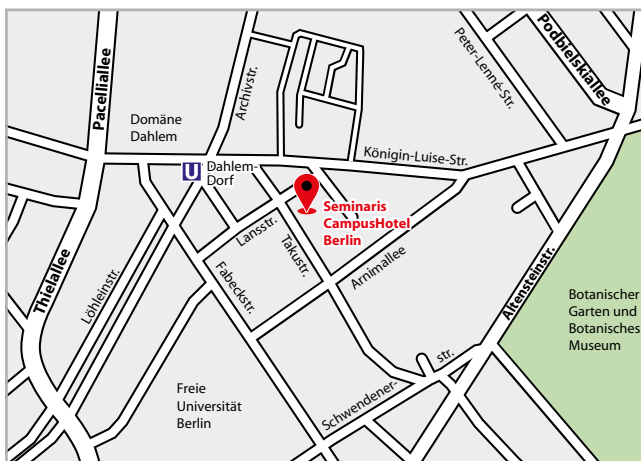 Pacelliallee
Domäne
Dahlem
Archivstr.
Peter-Lenné-Str.
Podbielskiallee
U
Dahlem-
Dorf
Königin-Luise-Str.
Seminaris
CampusHotel
Berlin
Lansstr.
Takustr.
Arnimallee
Fabeckstr.
Löhleinstr.
Thielallee
Altensteinstr.
Botanischer
Garten und
Botanisches
Museum
Freie
Universität
Berlin
Schwendener-
str.